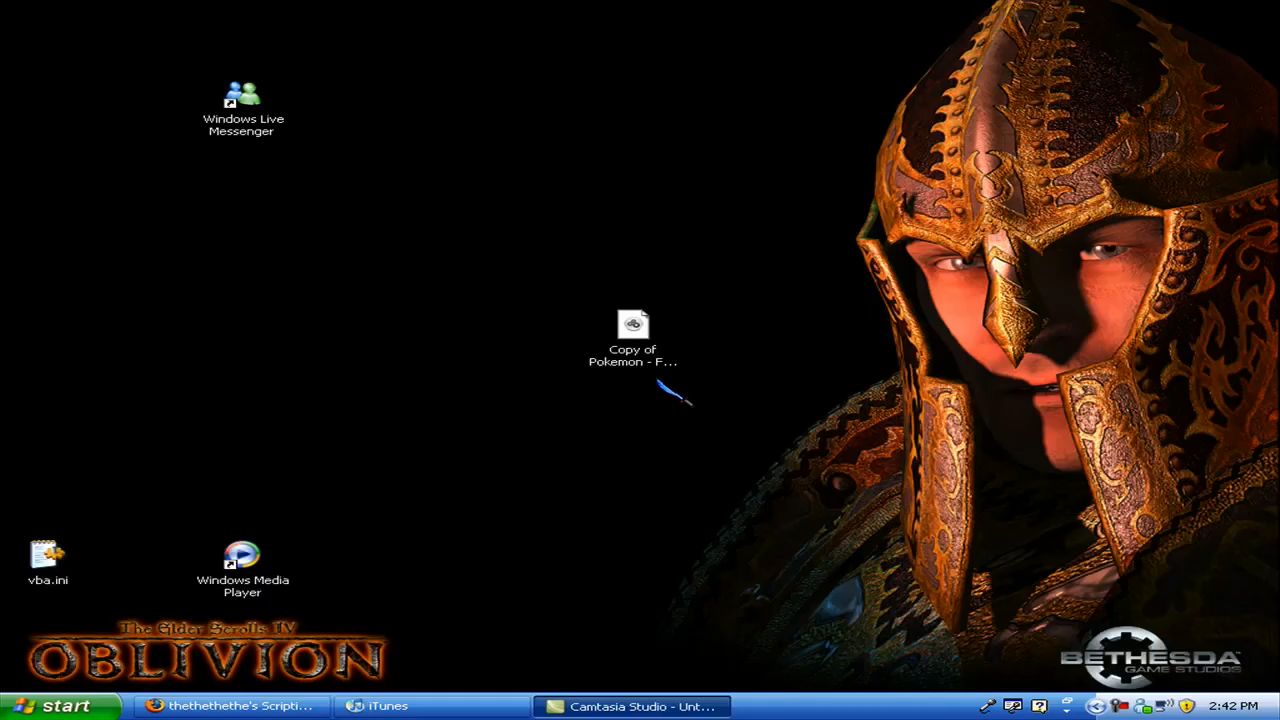 Windows Live
Messenger
Copy of
Pokemon - F...
vba.ini
Windows Media
Player
The Elder Scrolls IV
OBLIVION
BETHESDA
GAME STUDIOS
start
thethethethe's Scripti...
iTunes
Camtasia Studio - Unt...
2:42 PM